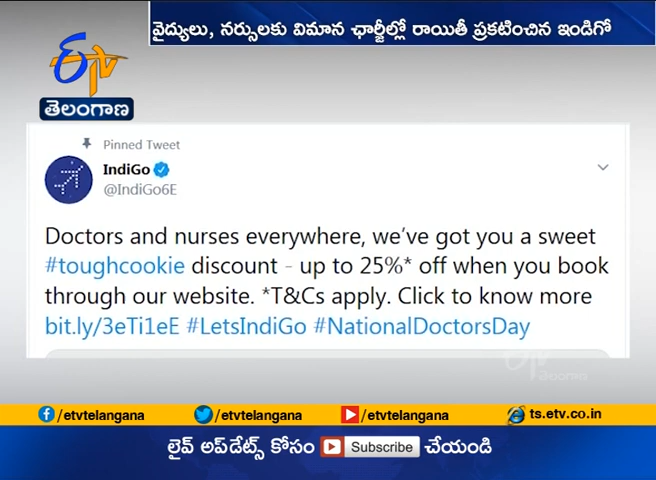 వైద్యులు, నర్సులకు విమాన ఛార్జీల్లో రాయితీ ప్రకటించిన ఇండిగో
ETV
తెలంగాణ
Pinned Tweet
IndiGo
@IndiGo6E
Doctors and nurses everywhere, we've got you a sweet
#toughcookie discount - up to 25%* off when you book
through our website. *T&Cs apply. Click to know more
bit.ly/3eTi1eE #LetsIndiGo #NationalDoctorsDay
ETV
తెలంగాణ
/etvtelangana /etvtelangana /etvtelangana ts.etv.co.in
లైవ్ అప్‌డేట్స్ కోసం Subscribe చేయండి